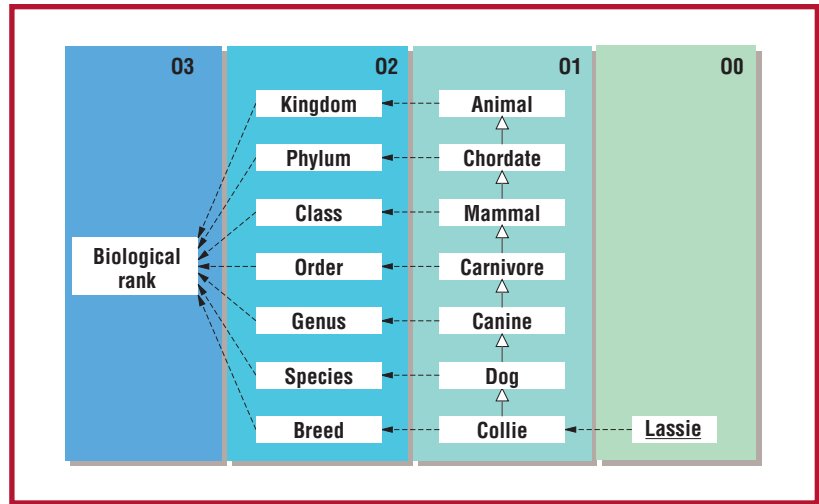 O3 O2 O1 O0
Kingdom Animal
Phylum Chordate
Class Mammal
Biological
rank
Order Carnivore
Genus Canine
Species Dog
Breed Collie Lassie